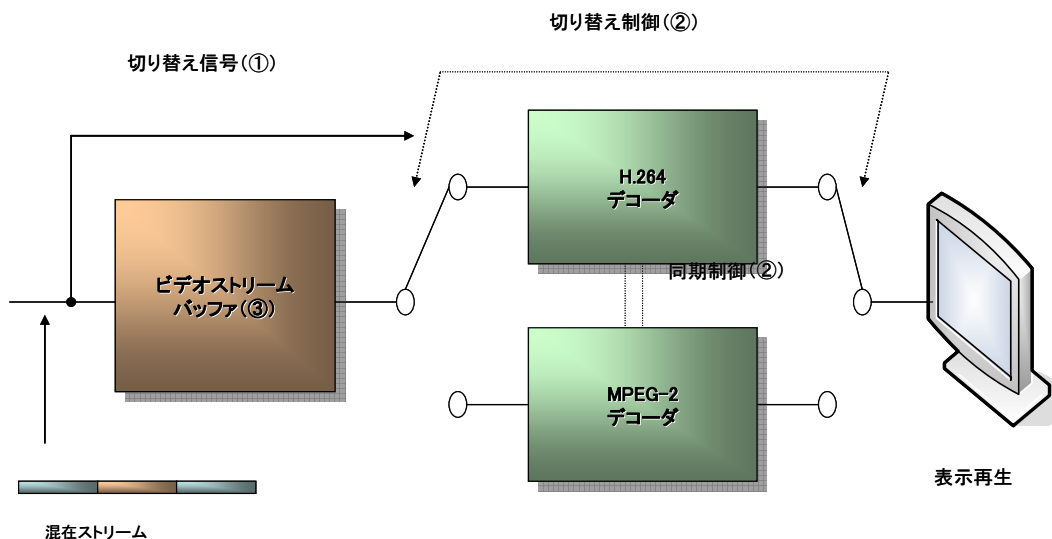 切り替え制御(②)
切り替え信号(①)
H.264
デコーダ
同期制御(②)
ビデオストリーム
バッファ(③)
MPEG-2
デコーダ
表示再生
混在ストリーム